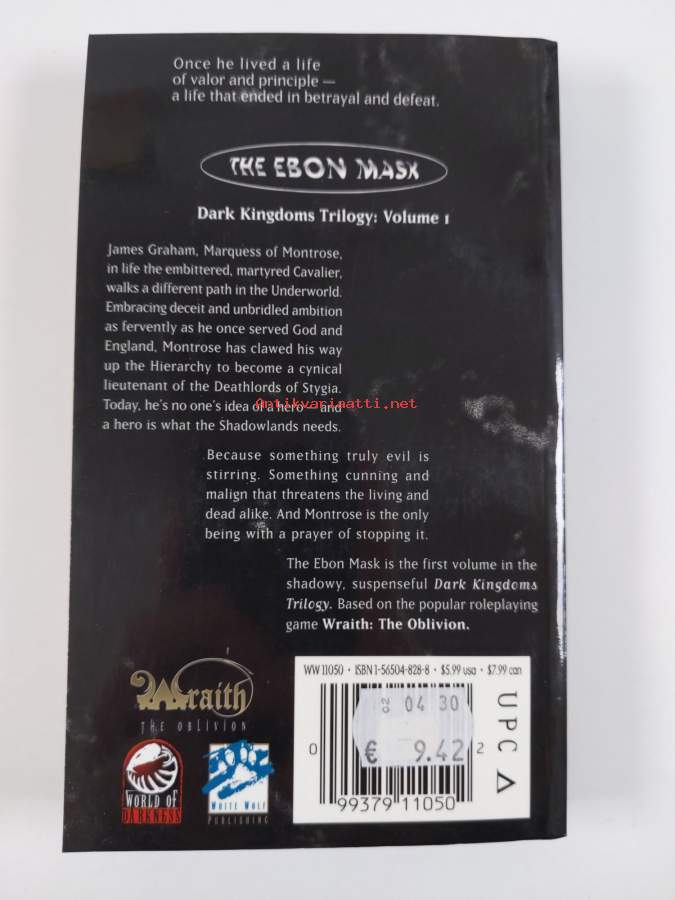 Once he lived a life
of valor and principle —
a life that ended in betrayal and defeat.
THE EBON MASK
Dark Kingdoms Trilogy: Volume 1
James Graham, Marquess of Montrose,
in life the embittered, martyred Cavalier,
walks a different path in the Underworld.
Embracing deceit and unbridled ambition
as fervently as he once served God and
England, Montrose has clawed his way
up the Hierarchy to become a cynical
lieutenant of the Deathlords of Stygia.
Today, he's no one's idea of a hero— and
a hero is what the Shadowlands needs.
Antikvariaatti.net
Because something truly evil is
stirring. Something cunning and
malign that threatens the living and
dead alike. And Montrose is the only
being with a prayer of stopping it.
The Ebon Mask is the first volume in the
shadowy, suspenseful Dark Kingdoms
Trilogy. Based on the popular roleplaying
game Wraith: The Oblivion.
Wraith
THE OBLIVION
WORLD OF
DARKNESS
WHITE WOLF
PUBLISHING
WW 11050 · ISBN 1-56504-828-8 · $5.99 usa · $7.99 can
02 04 30
€ 9.42
0 99379 11050 2
UPC △